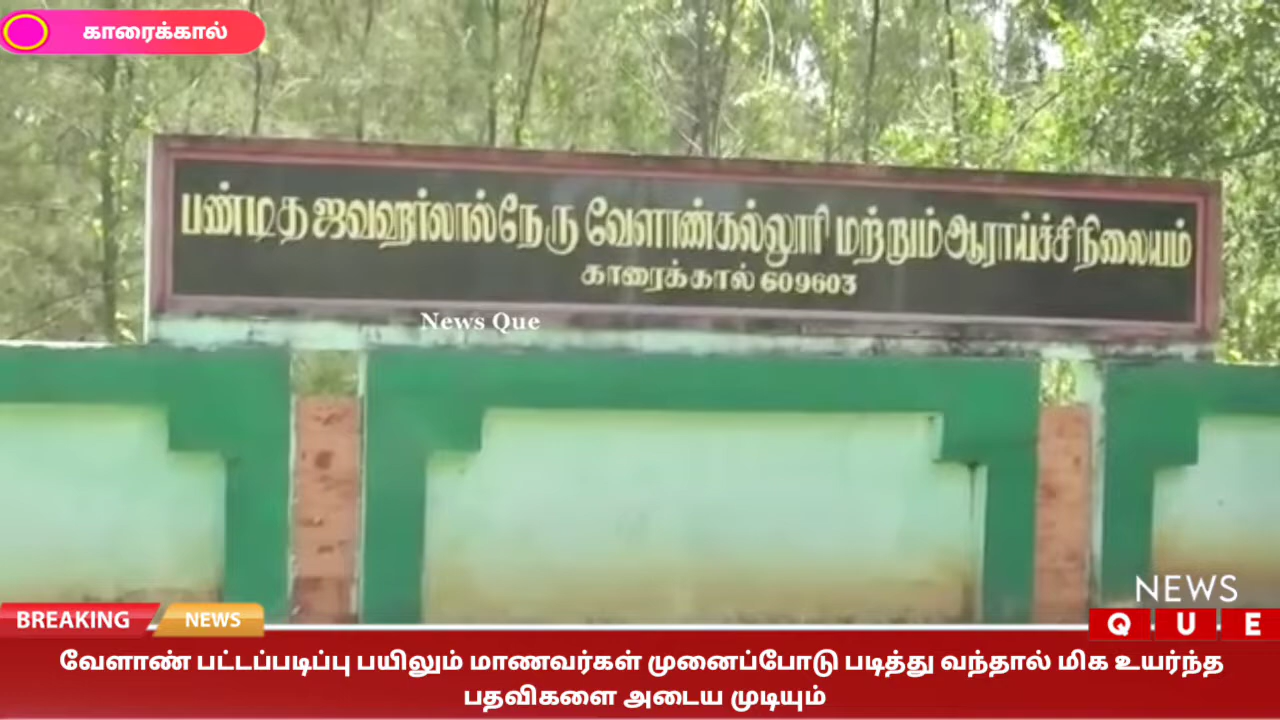 காரைக்கால்
பண்டித ஜவஹர்லால்நேரு வேளாண்கல்லூரி மற்றும் ஆராய்ச்சி நிலையம்
காரைக்கால் 609603
News Que
NEWS
QUE
BREAKING NEWS
வேளாண் பட்டப்படிப்பு பயிலும் மாணவர்கள் முனைப்போடு படித்து வந்தால் மிக உயர்ந்த
பதவிகளை அடைய முடியும்